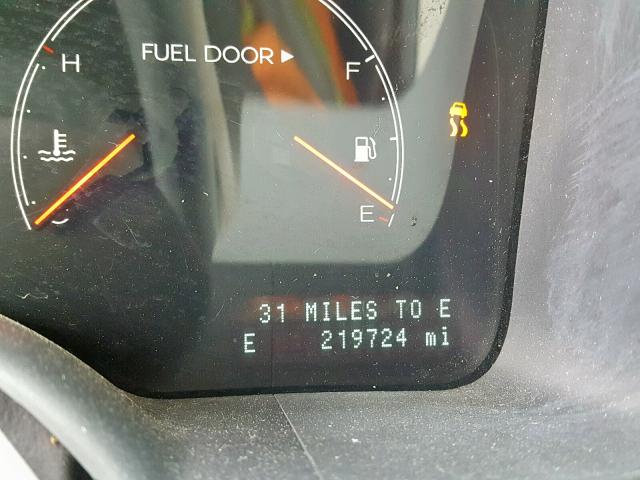 H
FUEL DOOR ▶
F
E
31 MILES TO E
E 219724 mi